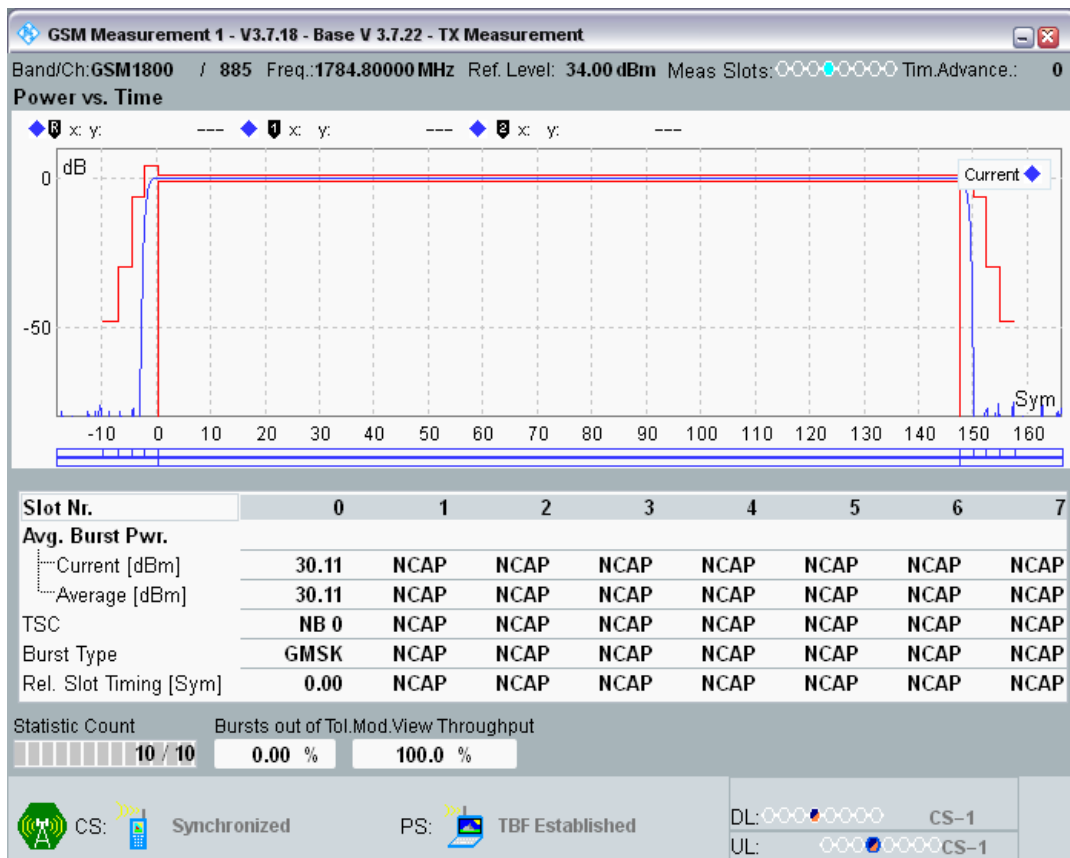 GSM Measurement 1 - V3.7.18 - Base V 3.7.22 - TX Measurement
Band/Ch:GSM1800 / 885 Freq.:1784.80000 MHz Ref. Level: 34.00 dBm Meas Slots: Tim.Advance.: 0
Power vs. Time
R x: y: --- 1 x: y: --- 2 x: y: ---
dB
Current
0
-50
Sym
-10 0 10 20 30 40 50 60 70 80 90 100 110 120 130 140 150 160
Slot Nr. 0 1 2 3 4 5 6 7
Avg. Burst Pwr.
Current [dBm] 30.11 NCAP NCAP NCAP NCAP NCAP NCAP NCAP
Average [dBm] 30.11 NCAP NCAP NCAP NCAP NCAP NCAP NCAP
TSC NB 0 NCAP NCAP NCAP NCAP NCAP NCAP NCAP
Burst Type GMSK NCAP NCAP NCAP NCAP NCAP NCAP NCAP
Rel. Slot Timing [Sym] 0.00 NCAP NCAP NCAP NCAP NCAP NCAP NCAP
Statistic Count Bursts out of Tol.Mod.View Throughput
10 / 10 0.00 % 100.0 %
CS: Synchronized PS: TBF Established
DL: CS-1
UL: CS-1